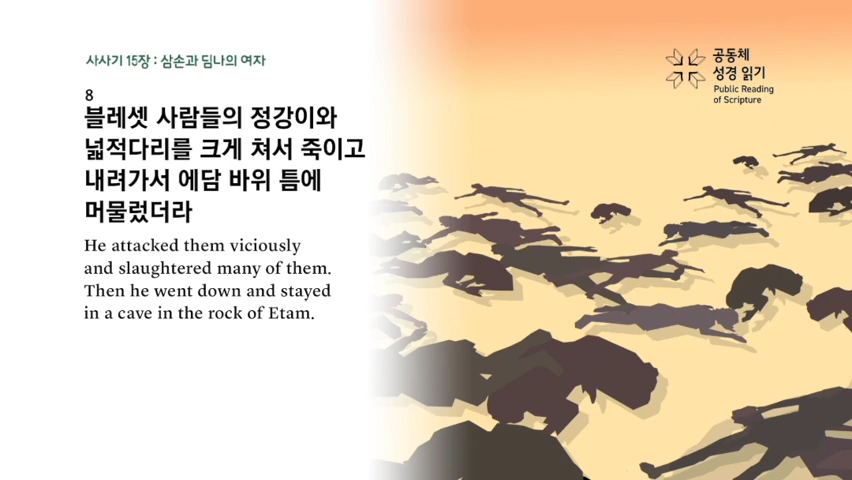 사사기 15장 : 삼손과 딤나의 여자
공동체
성경 읽기
Public Reading
of Scripture
8
블레셋 사람들의 정강이와
넓적다리를 크게 쳐서 죽이고
내려가서 에담 바위 틈에
머물렀더라
He attacked them viciously
and slaughtered many of them.
Then he went down and stayed
in a cave in the rock of Etam.